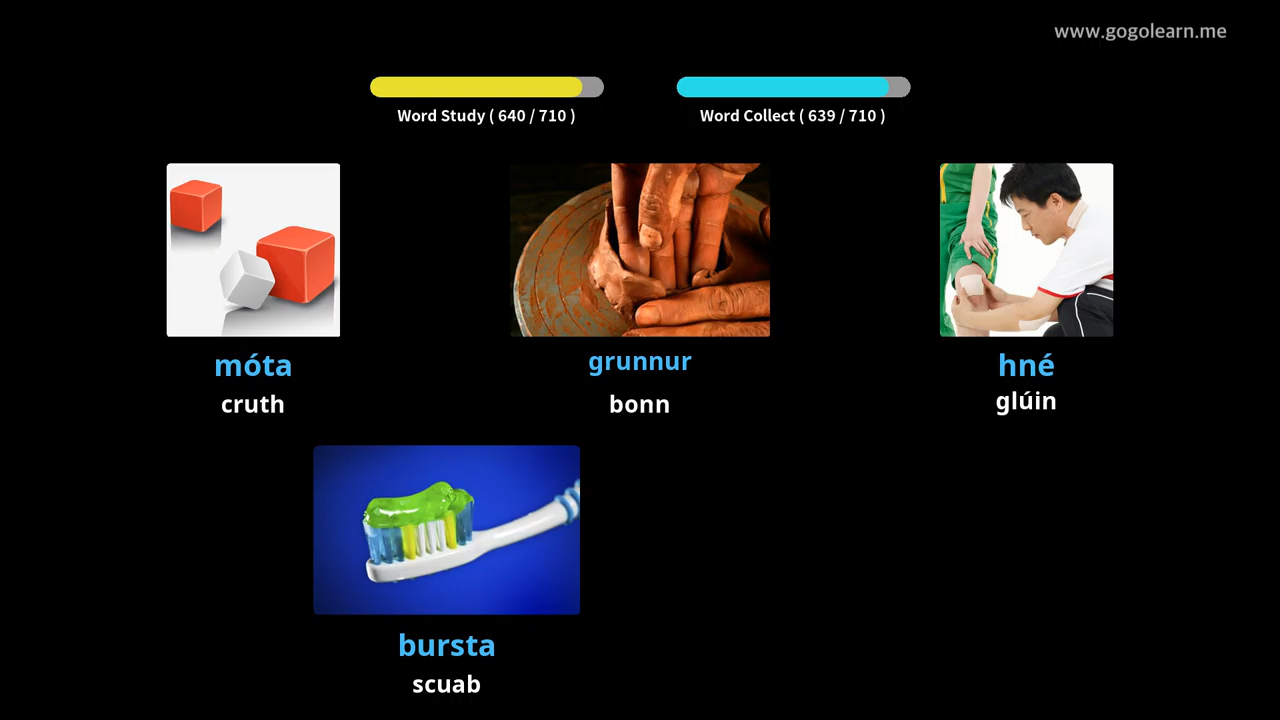 www.gogolearn.me
Word Study ( 640 / 710 )
Word Collect ( 639 / 710 )
móta
cruth
grunnur
bonn
hné
glúin
bursta
scuab